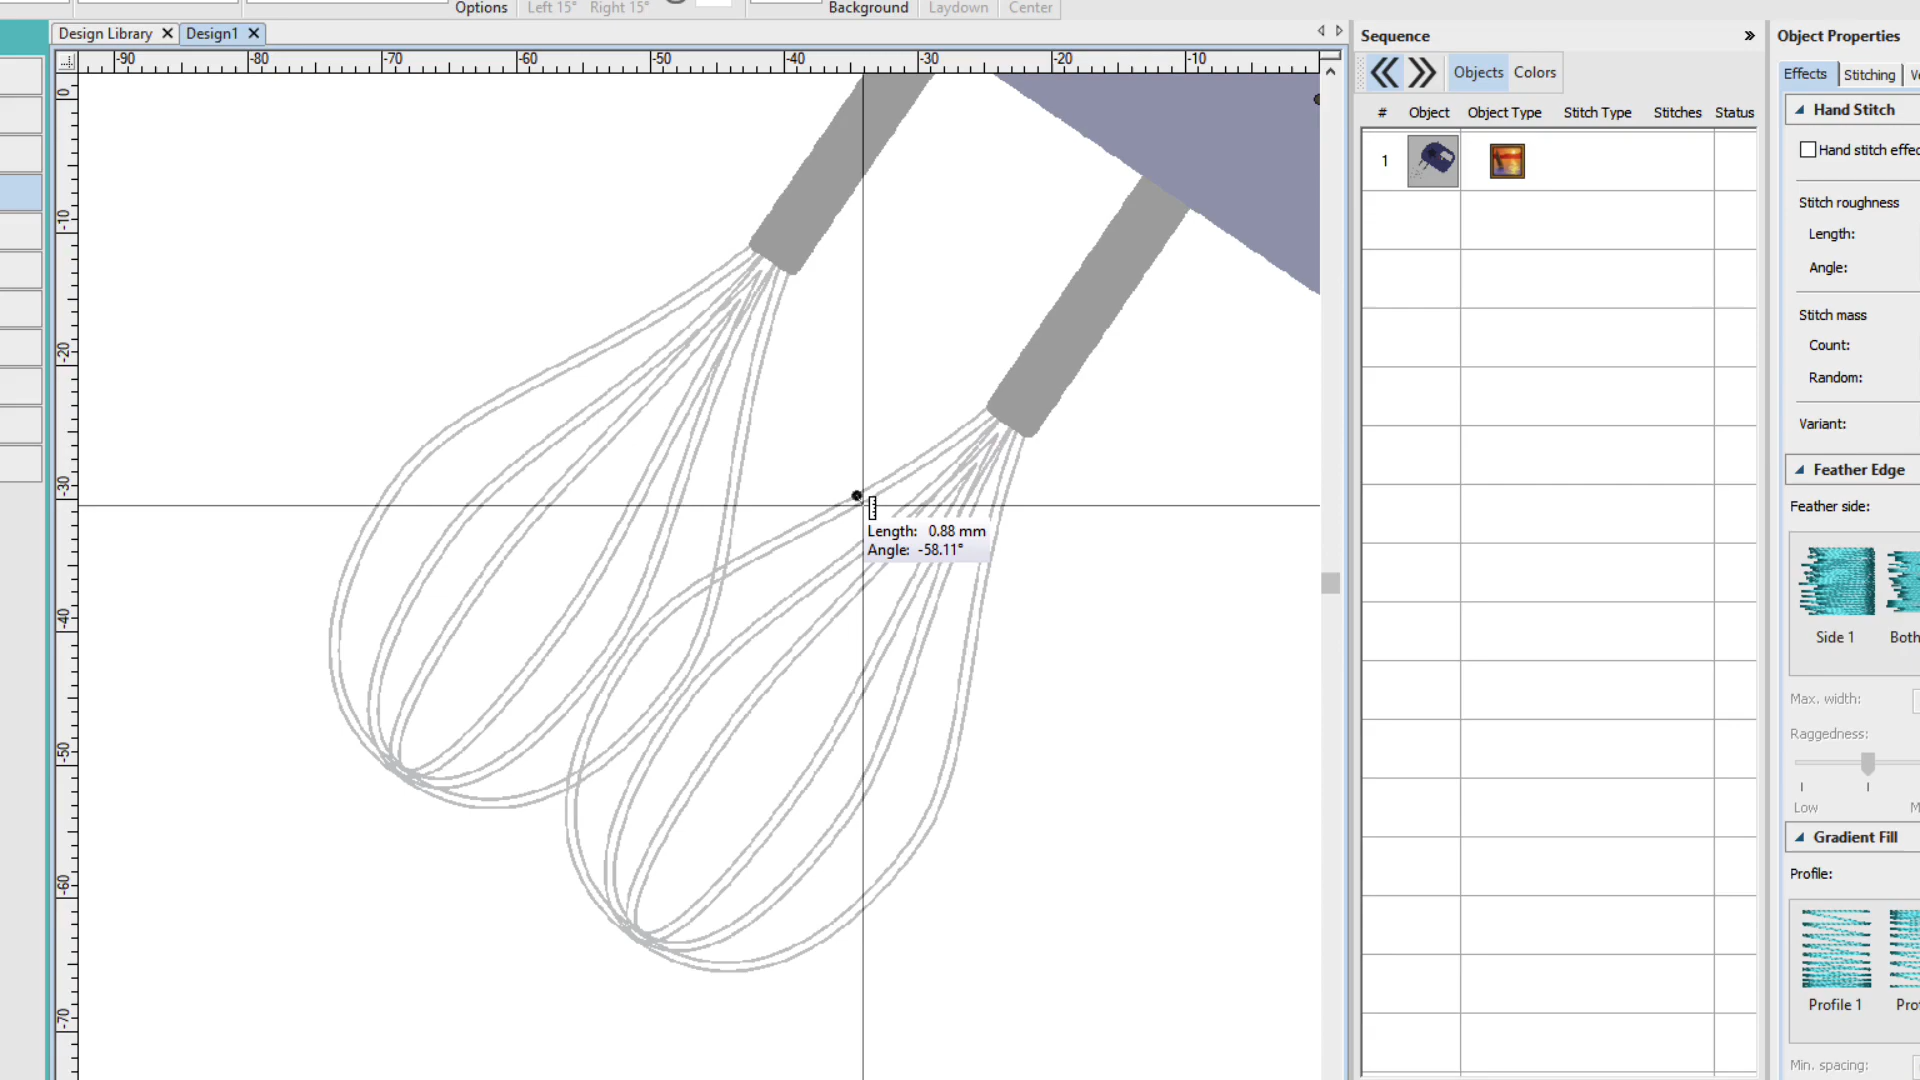 Options
Left 15°
Right 15°
Background
Laydown
Center
Design Library
Design1
-90
-80
-70
-60
-50
-40
-30
-20
-10
0
-10
-20
-30
-40
-50
-60
-70
Length: 0.88 mm
Angle: -58.11°
Sequence
Objects
Colors
# Object Object Type Stitch Type Stitches Status
1
Object Properties
Effects
Stitching
Hand Stitch
Hand stitch effec
Stitch roughness
Length:
Angle:
Stitch mass
Count:
Random:
Variant:
Feather Edge
Feather side:
Side 1
Both
Max. width:
Raggedness:
Low
M
Gradient Fill
Profile:
Profile 1
Pro
Min. spacing: